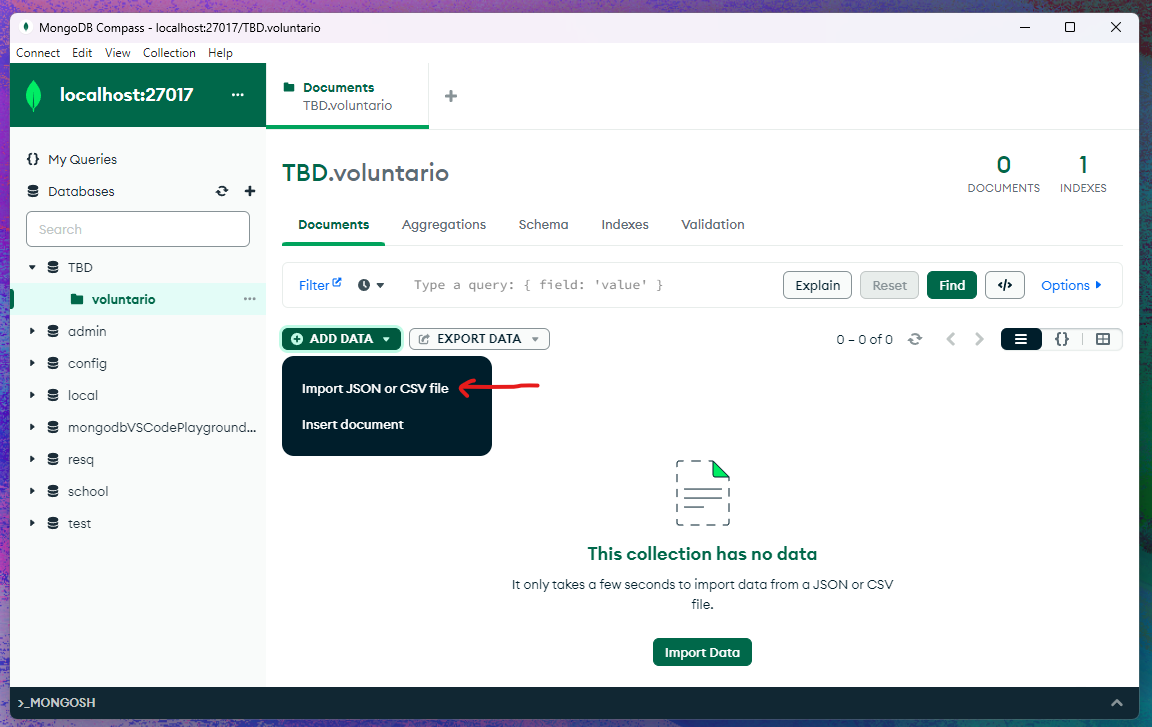 MongoDB Compass - localhost:27017/TBD.voluntario
Connect Edit View Collection Help
localhost:27017 ...
Documents
TBD.voluntario
+
{} My Queries
Databases
Search
TBD
voluntario ...
admin
config
local
mongodbVSCodePlayground...
resq
school
test
TBD.voluntario
0
DOCUMENTS
1
INDEXES
Documents Aggregations Schema Indexes Validation
Filter Type a query: { field: 'value' } Explain Reset Find </> Options
ADD DATA EXPORT DATA 0 – 0 of 0 {}
Import JSON or CSV file
Insert document
This collection has no data
It only takes a few seconds to import data from a JSON or CSV
file.
Import Data
>_MONGOSH